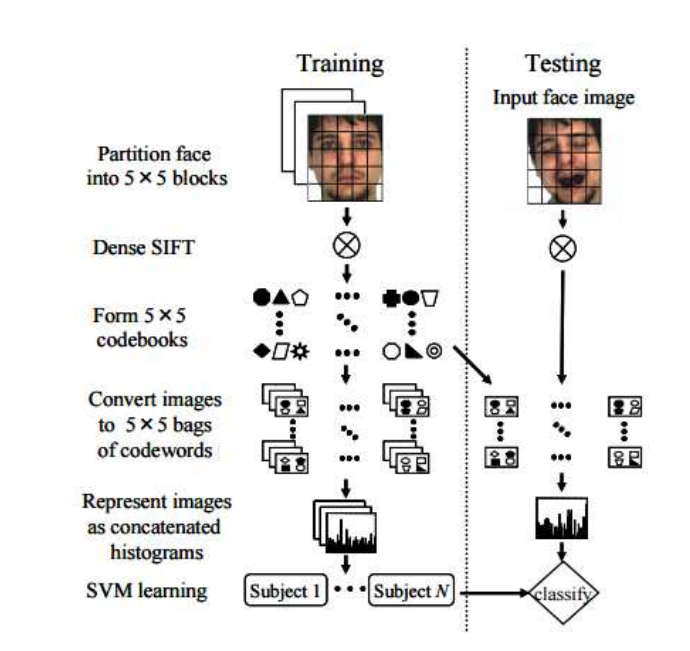 Training
Testing
Input face image
Partition face
into 5 × 5 blocks
Dense SIFT
Form 5 × 5
codebooks
Convert images
to 5 × 5 bags
of codewords
Represent images
as concatenated
histograms
SVM learning
Subject 1
Subject N
classify